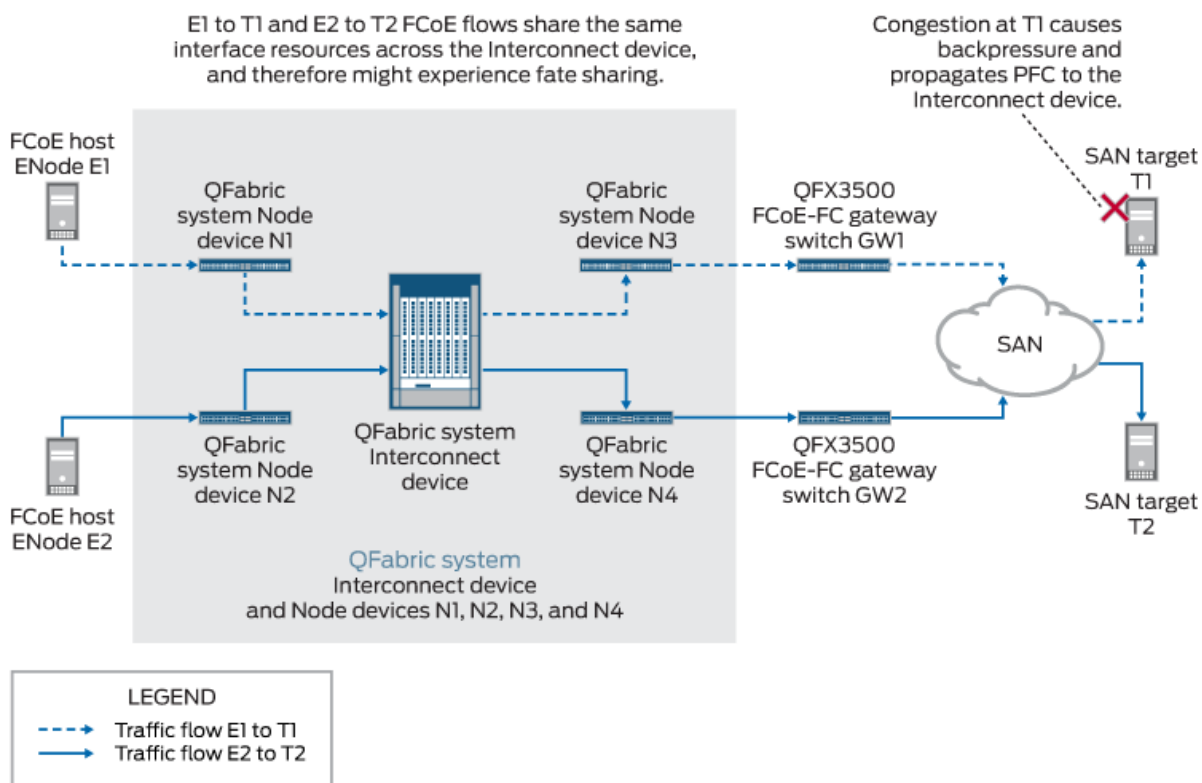 E1 to T1 and E2 to T2 FCoE flows share the same
interface resources across the Interconnect device,
and therefore might experience fate sharing.
Congestion at T1 causes
backpressure and
propagates PFC to the
Interconnect device.
FCoE host
ENode E1
QFabric
system Node
device N1
QFabric
system Node
device N3
QFX3500
FCoE-FC gateway
switch GW1
SAN target
T1
SAN
QFabric
system Node
device N2
QFabric system
Interconnect
device
QFabric
system Node
device N4
QFX3500
FCoE-FC gateway
switch GW2
FCoE host
ENode E2
SAN target
T2
QFabric system
Interconnect device
and Node devices N1, N2, N3, and N4
LEGEND
Traffic flow E1 to T1
Traffic flow E2 to T2